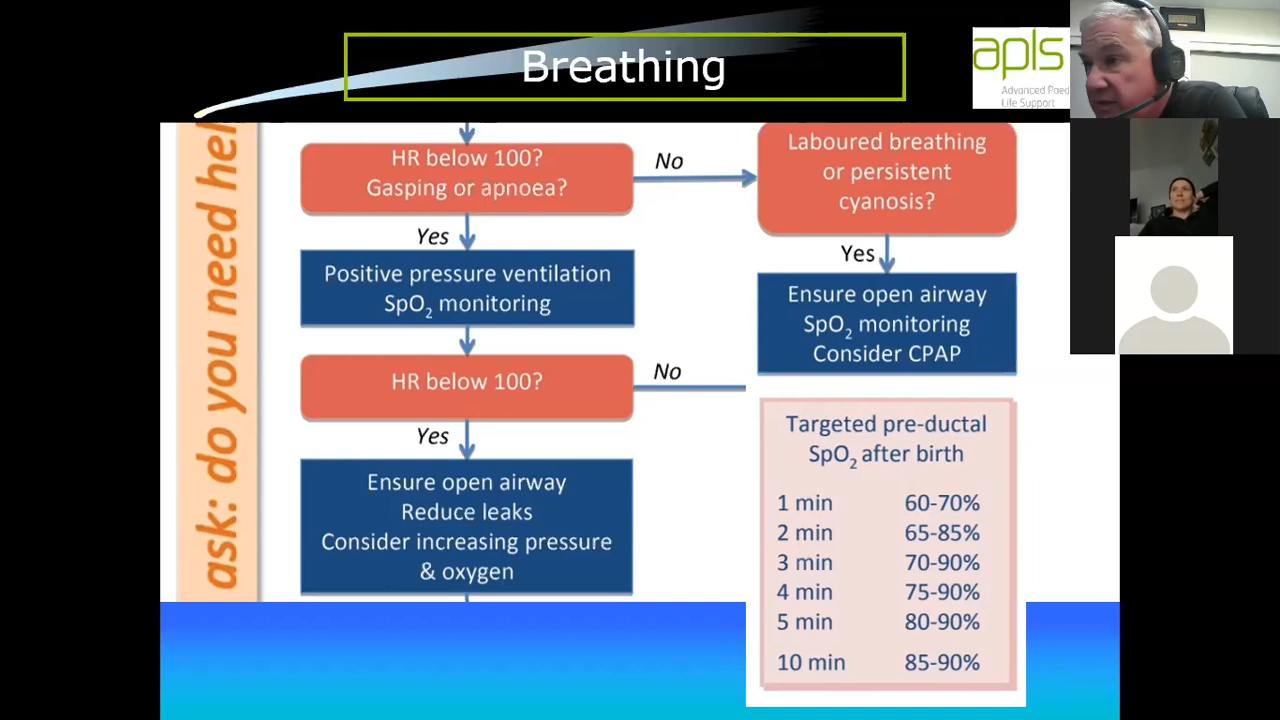 Breathing
apls
Advanced Paed
Life Support
ask: do you need hel
HR below 100?
Gasping or apnoea?
No
Laboured breathing
or persistent
cyanosis?
Yes
Yes
Positive pressure ventilation
SpO2 monitoring
Ensure open airway
SpO2 monitoring
Consider CPAP
HR below 100?
No
Yes
Ensure open airway
Reduce leaks
Consider increasing pressure
& oxygen
Targeted pre-ductal
SpO2 after birth
1 min 60-70%
2 min 65-85%
3 min 70-90%
4 min 75-90%
5 min 80-90%
10 min 85-90%